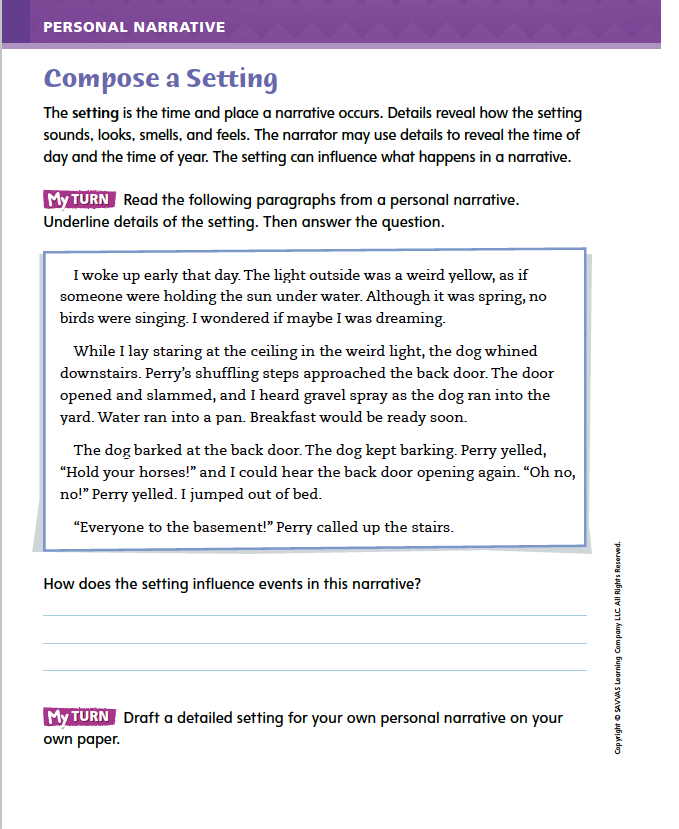 PERSONAL NARRATIVE
Compose a Setting
The setting is the time and place a narrative occurs. Details reveal how the setting
sounds, looks, smells, and feels. The narrator may use details to reveal the time of
day and the time of year. The setting can influence what happens in a narrative.
My TURN Read the following paragraphs from a personal narrative.
Underline details of the setting. Then answer the question.
I woke up early that day. The light outside was a weird yellow, as if
someone were holding the sun under water. Although it was spring, no
birds were singing. I wondered if maybe I was dreaming.
While I lay staring at the ceiling in the weird light, the dog whined
downstairs. Perry’s shuffling steps approached the back door. The door
opened and slammed, and I heard gravel spray as the dog ran into the
yard. Water ran into a pan. Breakfast would be ready soon.
The dog barked at the back door. The dog kept barking. Perry yelled,
“Hold your horses!” and I could hear the back door opening again. “Oh no,
no!” Perry yelled. I jumped out of bed.
“Everyone to the basement!” Perry called up the stairs.
How does the setting influence events in this narrative?
My TURN Draft a detailed setting for your own personal narrative on your
own paper.
Copyright © SAVVAS Learning Company LLC. All Rights Reserved.